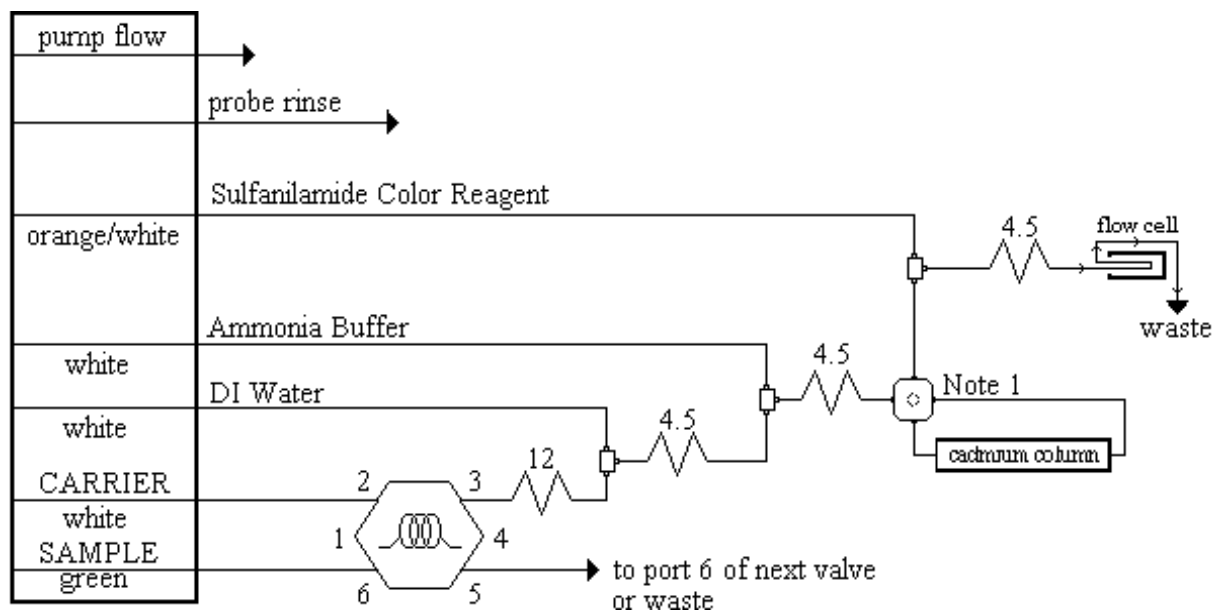 pump flow
probe rinse
Sulfanilamide Color Reagent
orange/white
4.5
flow cell
waste
Ammonia Buffer
white
4.5
Note 1
DI Water
white
4.5
cadmium column
CARRIER
white
12
2
3
1
4
SAMPLE
green
6
5
to port 6 of next valve
or waste